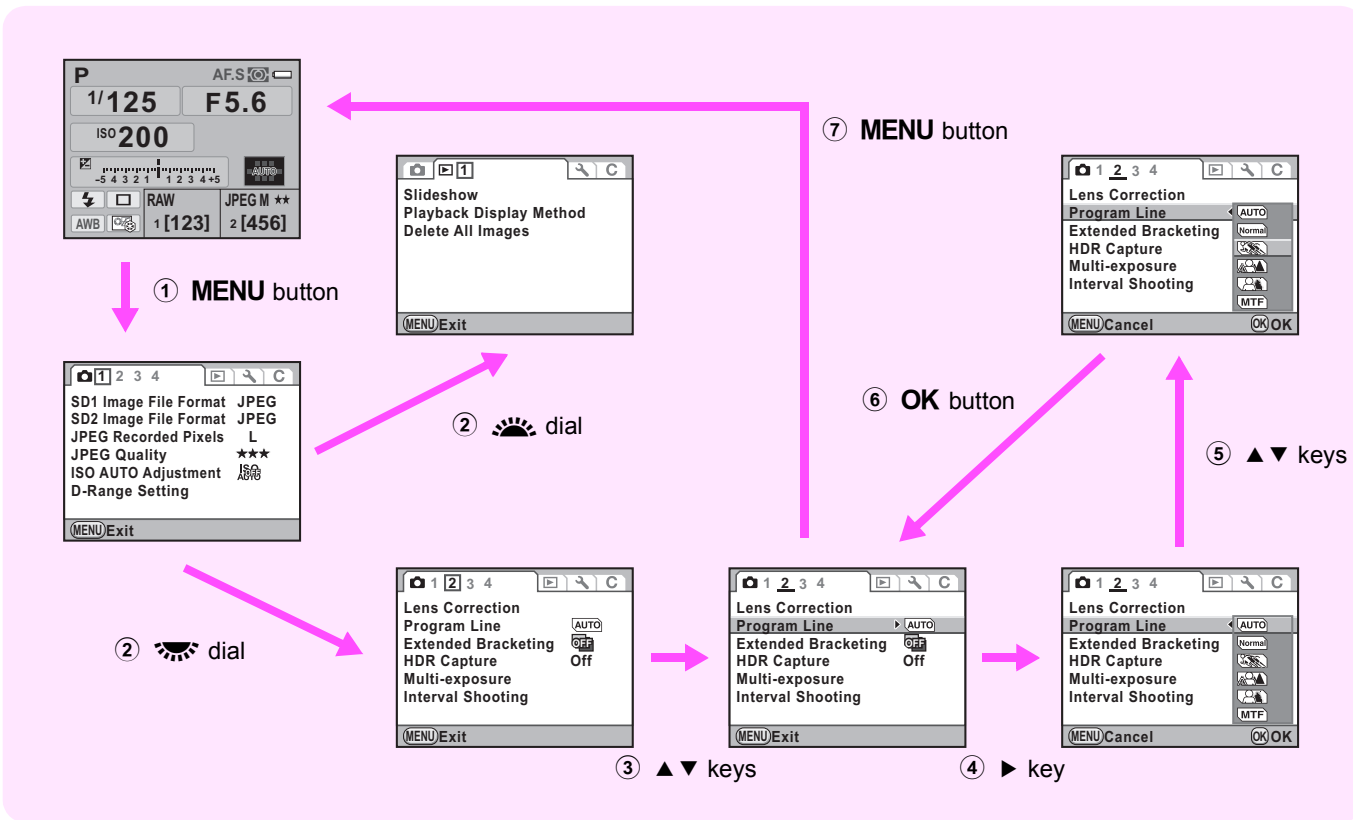 P AF.S
1/125 F5.6
ISO 200
-5 4 3 2 1 1 2 3 4 +5 AUTO
RAW JPEG M ★★
AWB 1 [123] 2 [456]
① MENU button
1 2 3 4 C
SD1 Image File Format JPEG
SD2 Image File Format JPEG
JPEG Recorded Pixels L
JPEG Quality ★★★
ISO AUTO Adjustment ISO AUTO
D-Range Setting
MENU Exit
② dial
1 C
Slideshow
Playback Display Method
Delete All Images
MENU Exit
② dial
1 2 3 4 C
Lens Correction
Program Line AUTO
Extended Bracketing OFF
HDR Capture Off
Multi-exposure
Interval Shooting
MENU Exit
③ ▲▼ keys
1 2 3 4 C
Lens Correction
Program Line AUTO
Extended Bracketing OFF
HDR Capture Off
Multi-exposure
Interval Shooting
MENU Exit
④ ▶ key
1 2 3 4 C
Lens Correction
Program Line AUTO
Extended Bracketing Normal
HDR Capture
Multi-exposure
Interval Shooting
MTF
MENU Cancel OK OK
⑤ ▲▼ keys
1 2 3 4 C
Lens Correction
Program Line AUTO
Extended Bracketing Normal
HDR Capture
Multi-exposure
Interval Shooting
MTF
MENU Cancel OK OK
⑥ OK button
⑦ MENU button